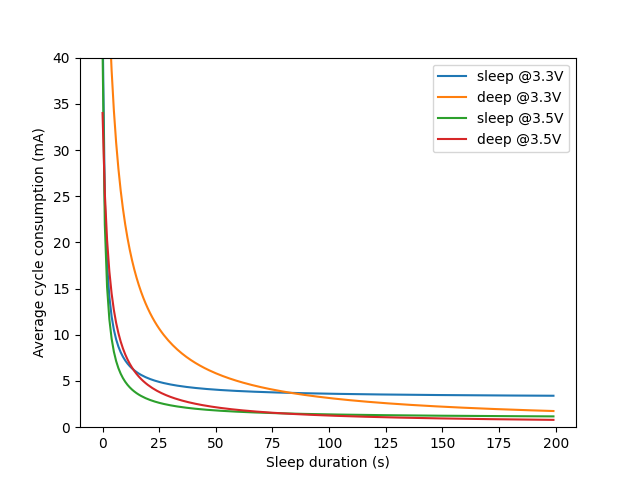 40
35
30
25
20
15
10
5
0
Average cycle consumption (mA)
sleep @3.3V
deep @3.3V
sleep @3.5V
deep @3.5V
0 25 50 75 100 125 150 175 200
Sleep duration (s)